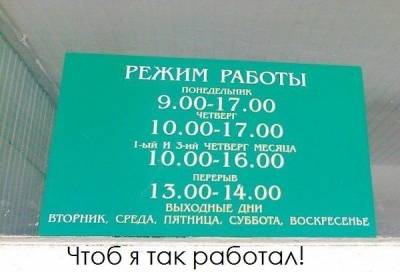 РЕЖИМ РАБОТЫ
ПОНЕДЕЛЬНИК
9.00-17.00
ЧЕТВЕРГ
10.00-17.00
1-ый И 3-ий ЧЕТВЕРГ МЕСЯЦА
10.00-16.00
ПЕРЕРЫВ
13.00-14.00
ВЫХОДНЫЕ ДНИ
ВТОРНИК, СРЕДА, ПЯТНИЦА, СУББОТА, ВОСКРЕСЕНЬЕ
Чтоб я так работал!